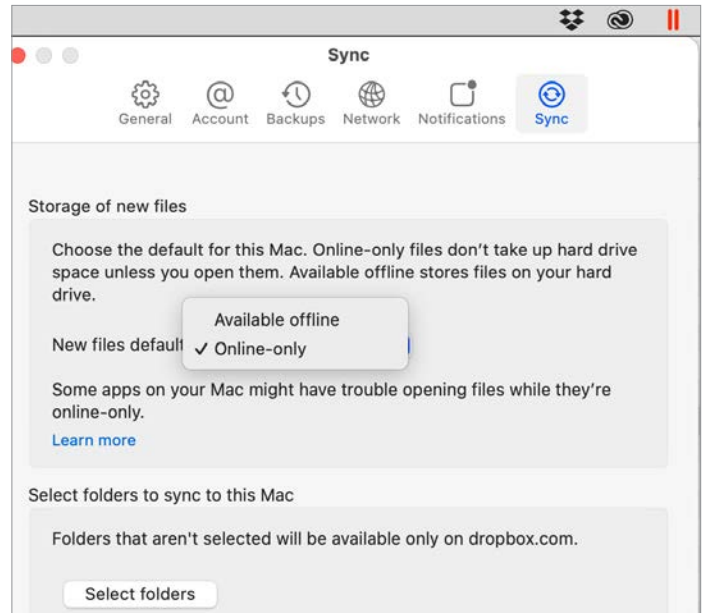 Sync
General Account Backups Network Notifications Sync
Storage of new files
Choose the default for this Mac. Online-only files don't take up hard drive
space unless you open them. Available offline stores files on your hard
drive.
Available offline
New files default
✓ Online-only
Some apps on your Mac might have trouble opening files while they're
online-only.
Learn more
Select folders to sync to this Mac
Folders that aren't selected will be available only on dropbox.com.
Select folders